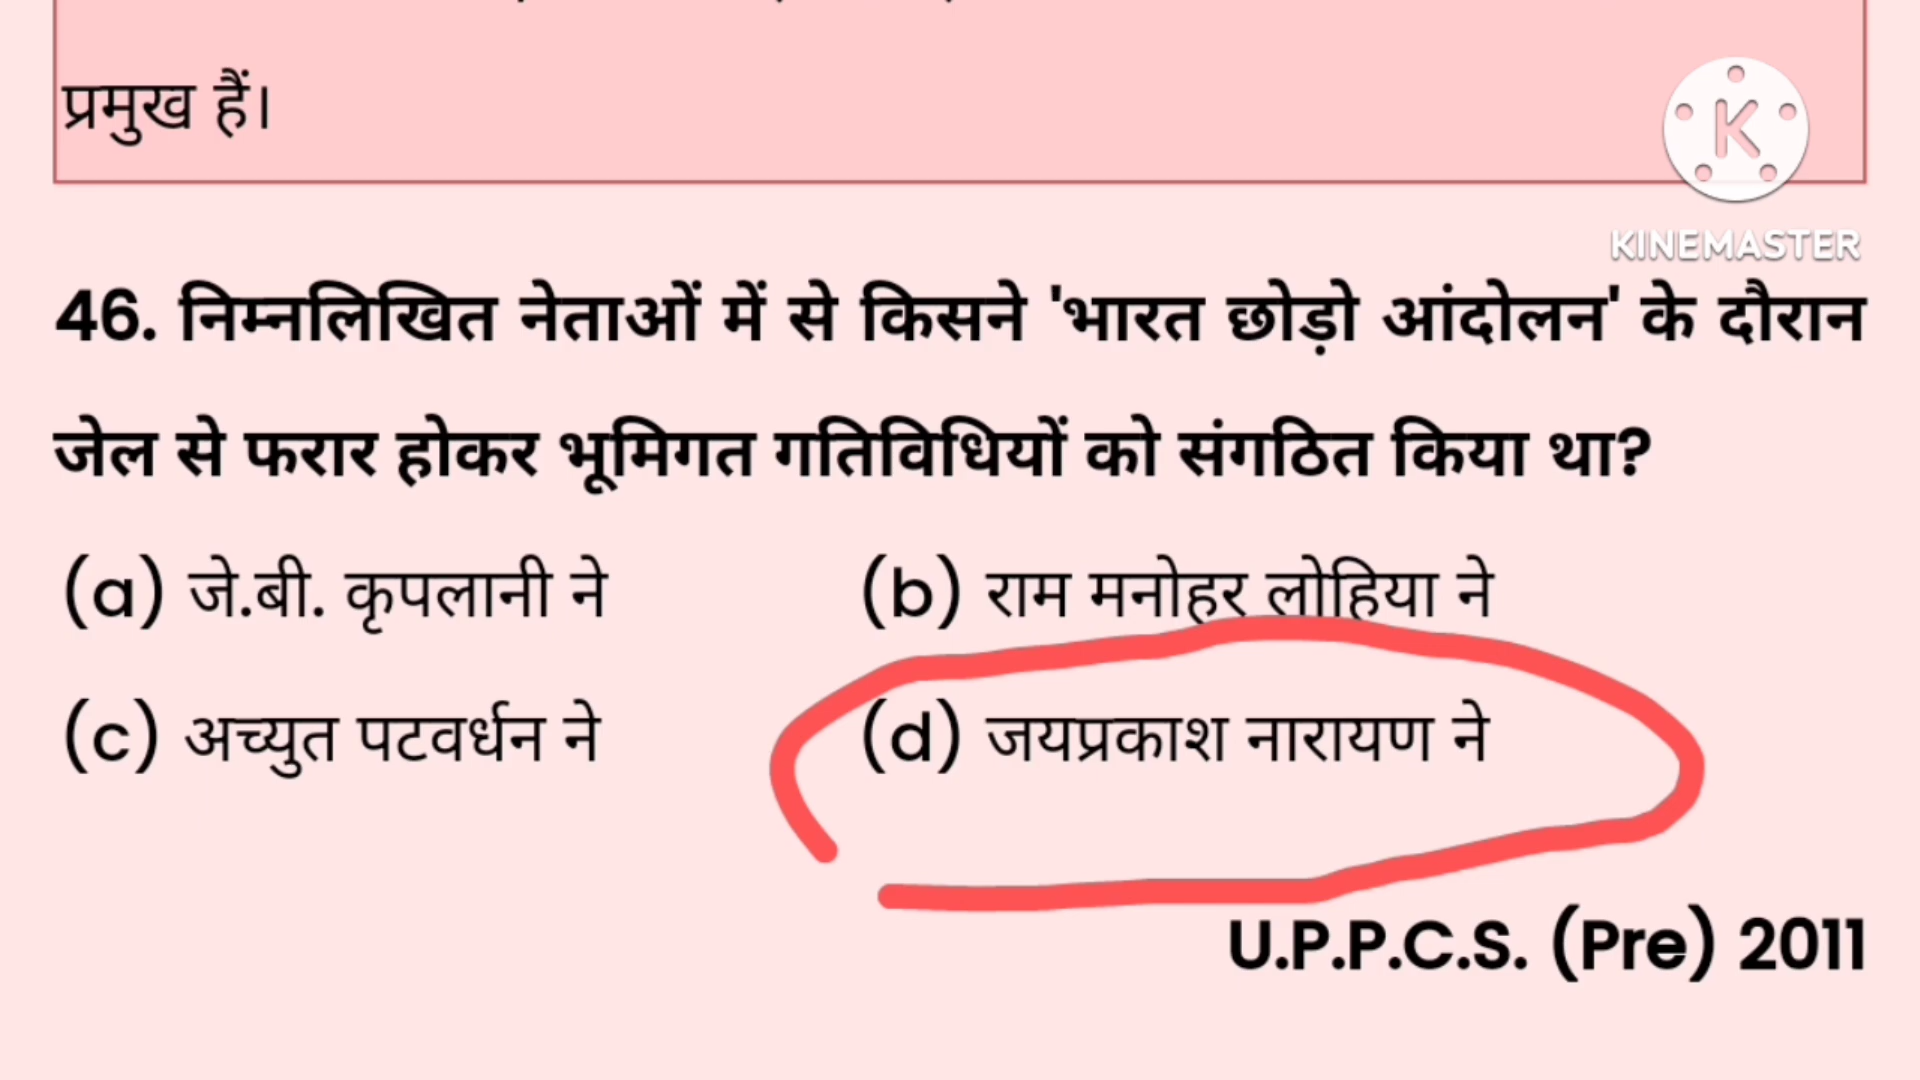 प्रमुख हैं।
K
KINEMASTER
46. निम्नलिखित नेताओं में से किसने 'भारत छोड़ो आंदोलन' के दौरान
जेल से फरार होकर भूमिगत गतिविधियों को संगठित किया था?
(a) जे.बी. कृपलानी ने (b) राम मनोहर लोहिया ने
(c) अच्युत पटवर्धन ने (d) जयप्रकाश नारायण ने
U.P.P.C.S. (Pre) 2011